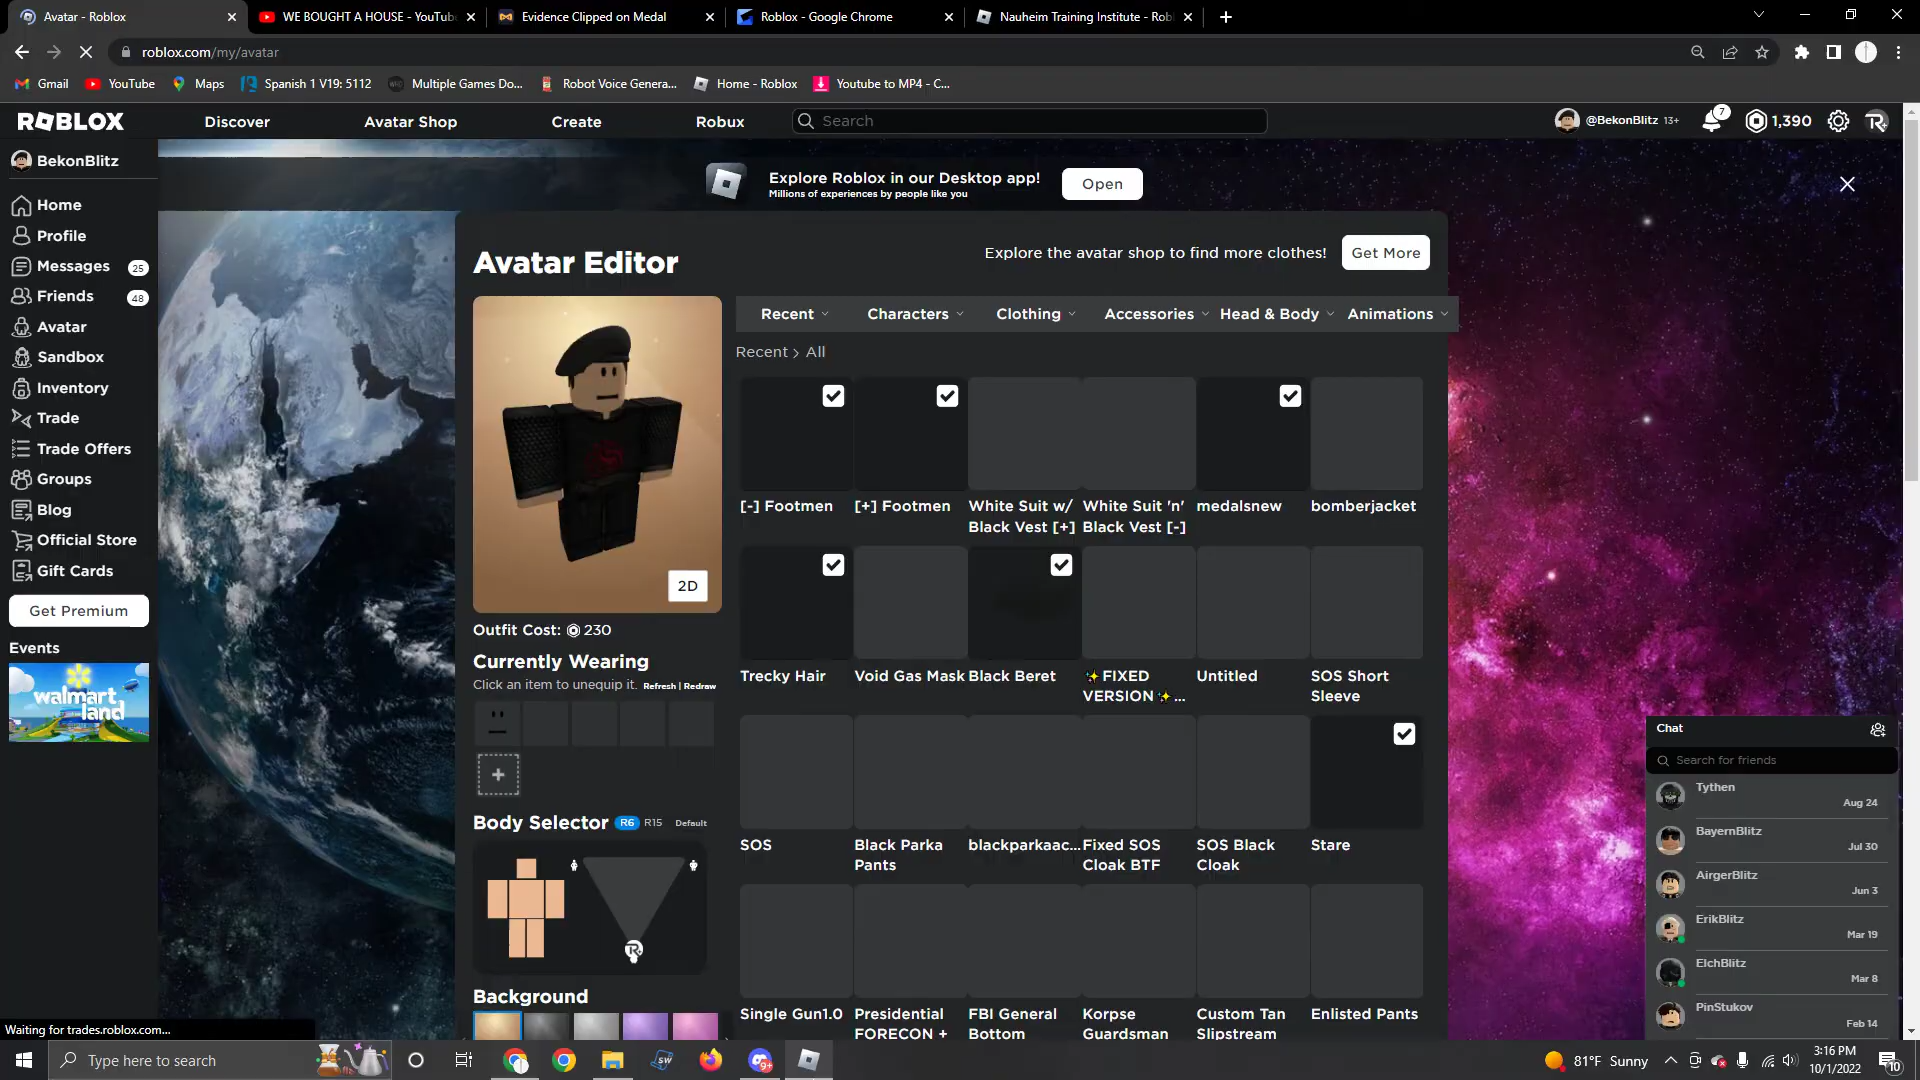 Avatar - Roblox
WE BOUGHT A HOUSE - YouTube
Evidence Clipped on Medal
Roblox - Google Chrome
Nauheim Training Institute - Rob
roblox.com/my/avatar
Gmail
YouTube
Maps
Spanish 1 V19: 5112
Multiple Games Do...
Robot Voice Genera...
Home - Roblox
Youtube to MP4 - C...
ROBLOX
Discover
Avatar Shop
Create
Robux
Search
@BekonBlitz 13+
7
1,390
BekonBlitz
Home
Profile
Messages 25
Friends 48
Avatar
Sandbox
Inventory
Trade
Trade Offers
Groups
Blog
Official Store
Gift Cards
Get Premium
Events
walmart
land
Explore Roblox in our Desktop app!
Millions of experiences by people like you
Open
Avatar Editor
Explore the avatar shop to find more clothes!
Get More
2D
Outfit Cost: 230
Currently Wearing
Click an item to unequip it. Refresh | Redraw
Body Selector R6 R15 Default
Background
Recent
Characters
Clothing
Accessories
Head & Body
Animations
Recent > All
[-] Footmen
[+] Footmen
White Suit w/
Black Vest [+]
White Suit 'n'
Black Vest [-]
medalsnew
bomberjacket
Trecky Hair
Void Gas Mask
Black Beret
✨FIXED
VERSION✨...
Untitled
SOS Short
Sleeve
SOS
Black Parka
Pants
blackparkaac...
Fixed SOS
Cloak BTF
SOS Black
Cloak
Stare
Single Gun1.0
Presidential
FORECON +
FBI General
Bottom
Korpse
Guardsman
Custom Tan
Slipstream
Enlisted Pants
Chat
Search for friends
Tythen
Aug 24
BayernBlitz
Jul 30
AirgerBlitz
Jun 3
ErikBlitz
Mar 19
ElchBlitz
Mar 8
PinStukov
Feb 14
Waiting for trades.roblox.com...
Type here to search
SW
9+
81°F Sunny
3:16 PM
10/1/2022
10